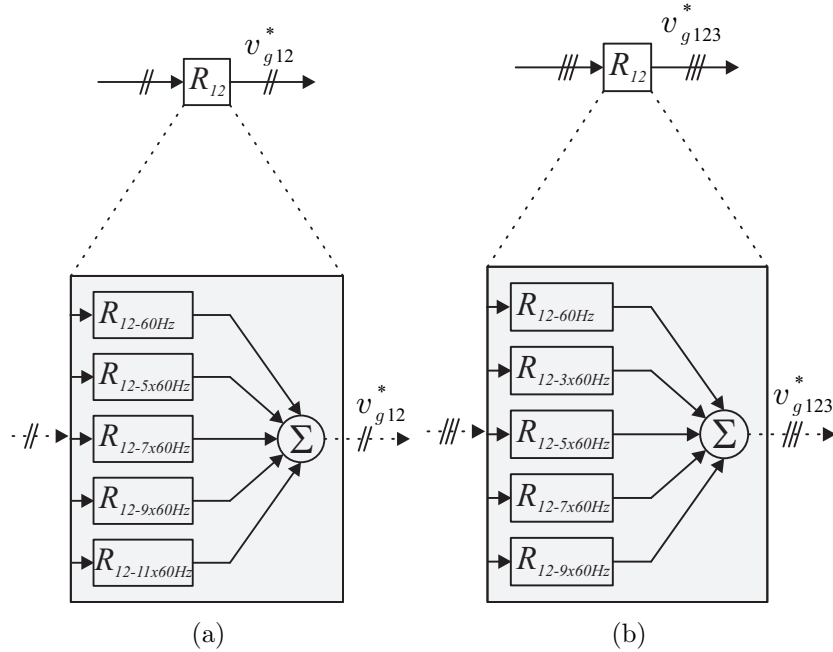 v*g12
R12
v*g123
R12
R12-60Hz
R12-5x60Hz
R12-7x60Hz
R12-9x60Hz
R12-11x60Hz
Σ
v*g12
R12-60Hz
R12-3x60Hz
R12-5x60Hz
R12-7x60Hz
R12-9x60Hz
Σ
v*g123
(a)
(b)